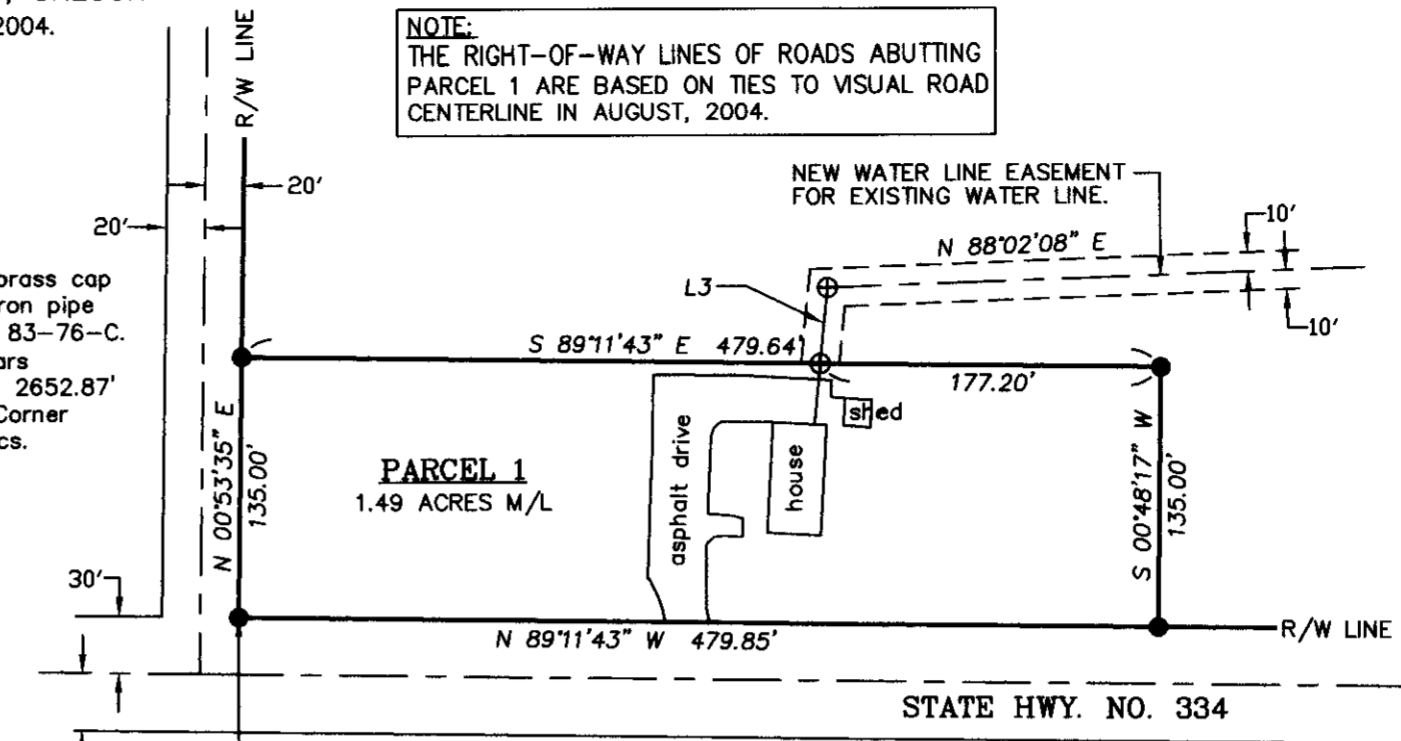 2004.
R/W LINE
NOTE:
THE RIGHT-OF-WAY LINES OF ROADS ABUTTING
PARCEL 1 ARE BASED ON TIES TO VISUAL ROAD
CENTERLINE IN AUGUST, 2004.
20'
20'
NEW WATER LINE EASEMENT
FOR EXISTING WATER LINE.
10'
N 88°02'08" E
10'
L3
brass cap
ron pipe
83-76-C.
ars
2652.87'
Corner
cs.
S 89°11'43" E 479.64'
177.20'
N 00°53'35" E
135.00'
PARCEL 1
1.49 ACRES M/L
asphalt drive
house
shed
S 00°48'17" W
135.00'
30'
N 89°11'43" W 479.85'
R/W LINE
STATE HWY. NO. 334